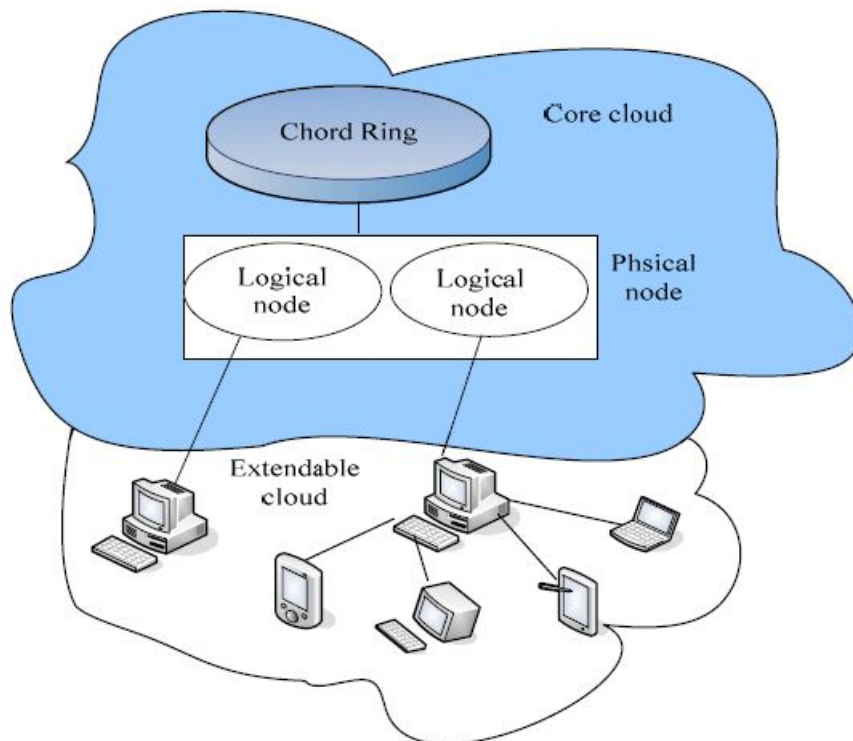 Chord Ring
Core cloud
Logical
node
Logical
node
Phsical
node
Extendable
cloud